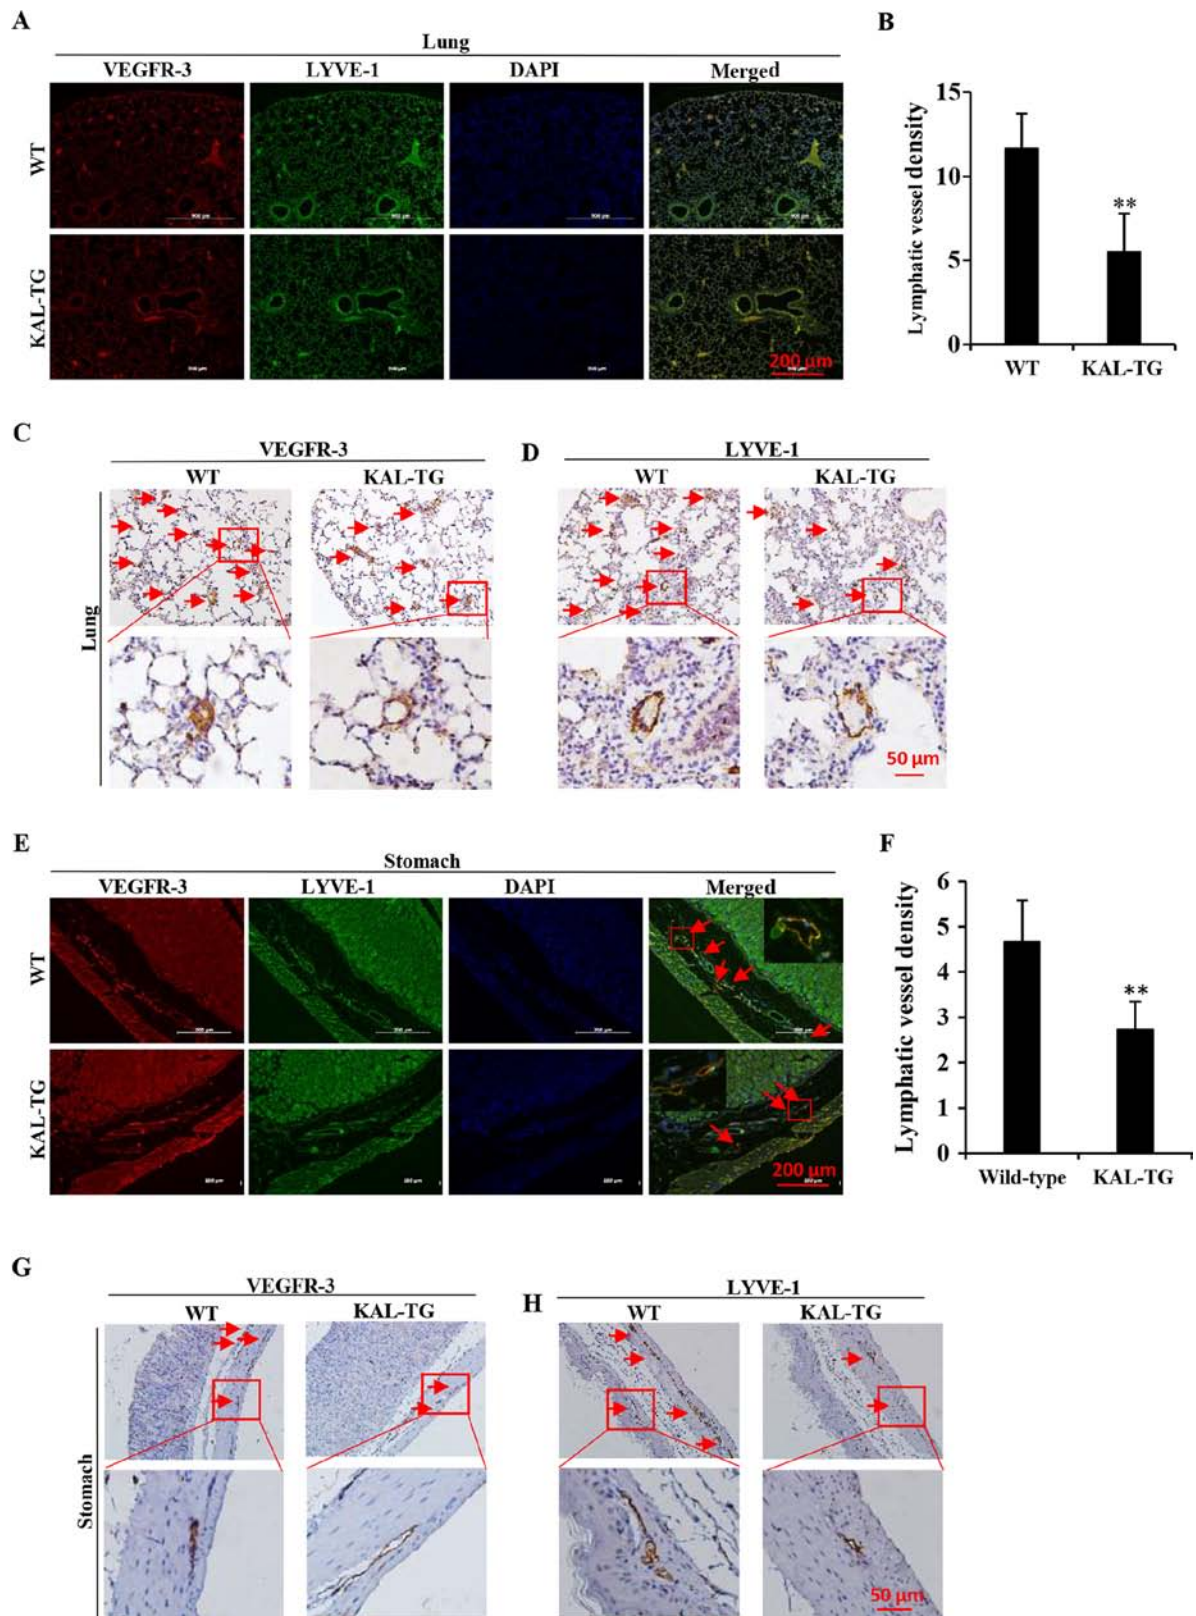 A
Lung
VEGFR-3 LYVE-1 DAPI Merged
WT
KAL-TG
200 μm
B
Lymphatic vessel density
15
10
5
0
WT KAL-TG
**
C
VEGFR-3
WT KAL-TG
Lung
D
LYVE-1
WT KAL-TG
50 μm
E
Stomach
VEGFR-3 LYVE-1 DAPI Merged
WT
KAL-TG
200 μm
F
Lymphatic vessel density
6
5
4
3
2
1
0
**
Wild-type KAL-TG
G
VEGFR-3
WT KAL-TG
Stomach
H
LYVE-1
WT KAL-TG
50 μm